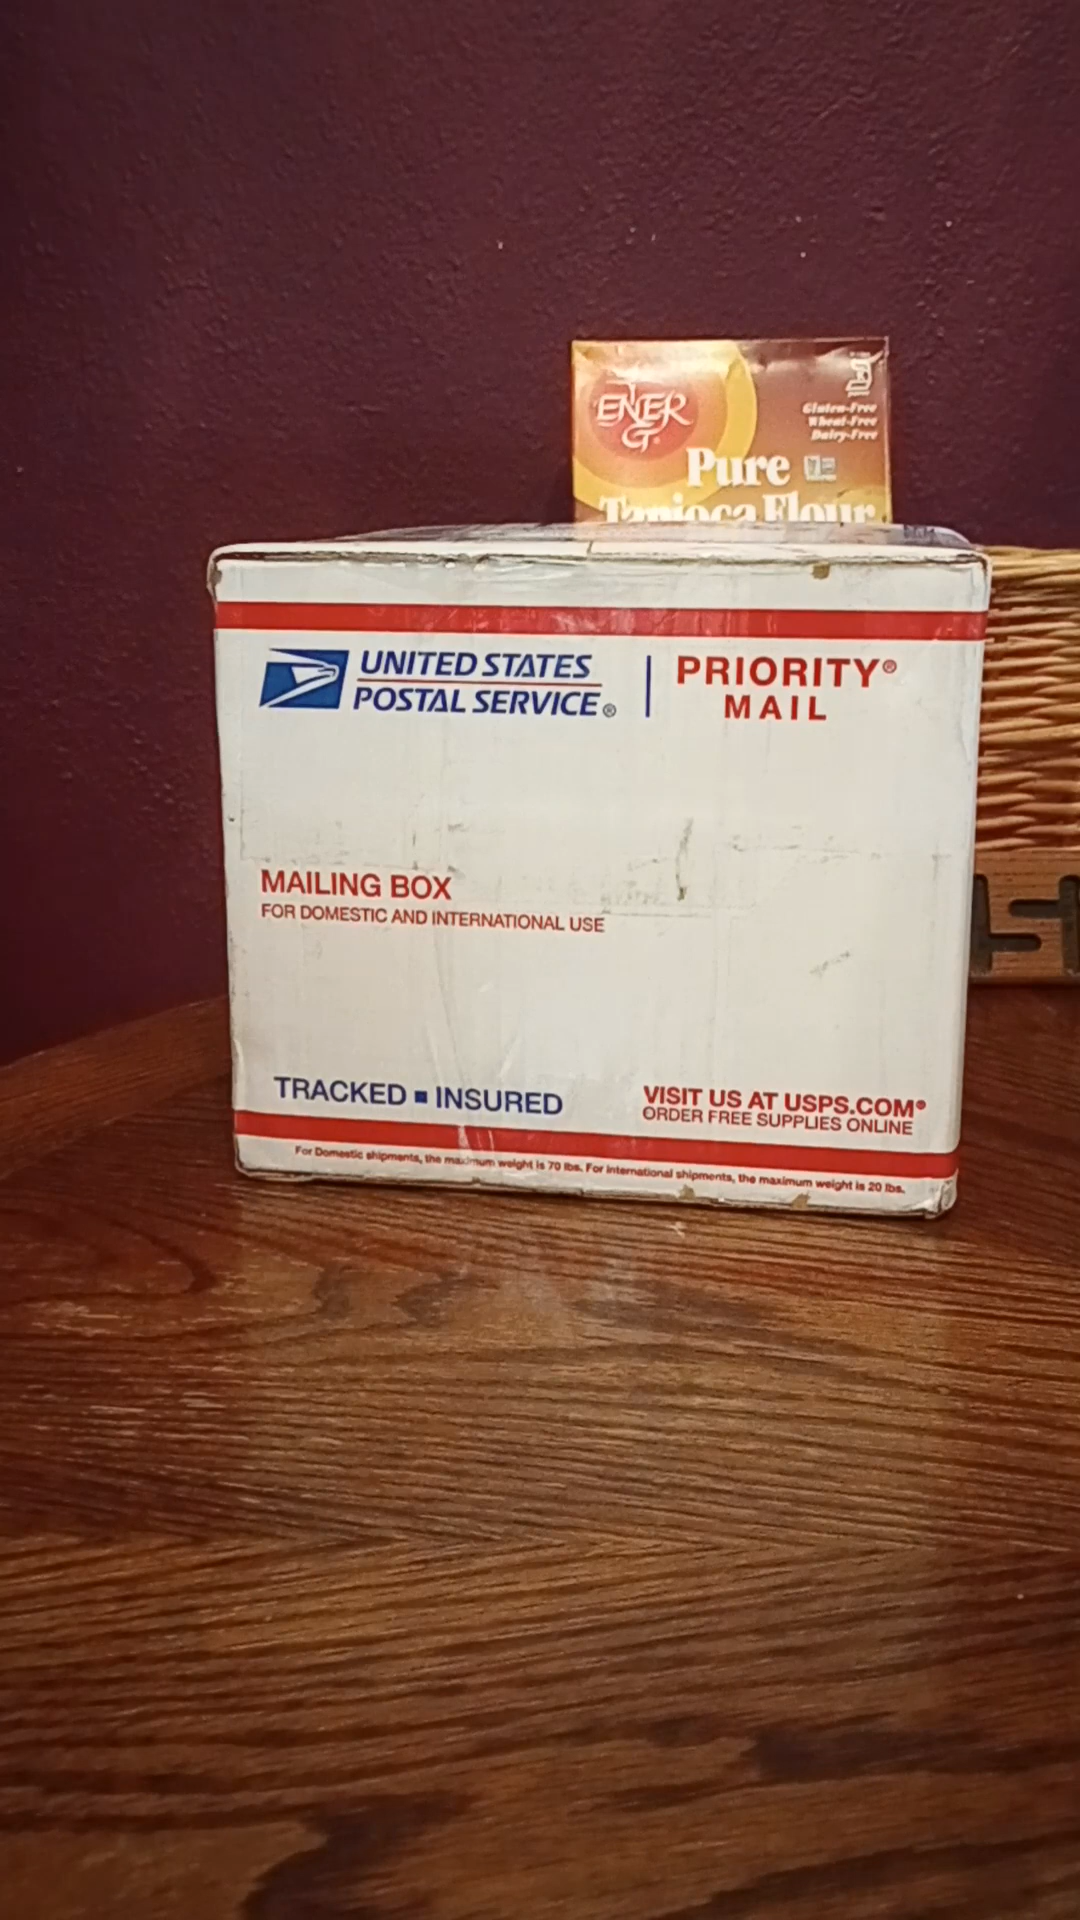 ENER
G®
Gluten-Free
Wheat-Free
Dairy-Free
Pure
Tapioca Flour
UNITED STATES
POSTAL SERVICE®
PRIORITY®
MAIL
MAILING BOX
FOR DOMESTIC AND INTERNATIONAL USE
TRACKED ■ INSURED
VISIT US AT USPS.COM®
ORDER FREE SUPPLIES ONLINE
For Domestic shipments, the maximum weight is 70 lbs. For International shipments, the maximum weight is 20 lbs.